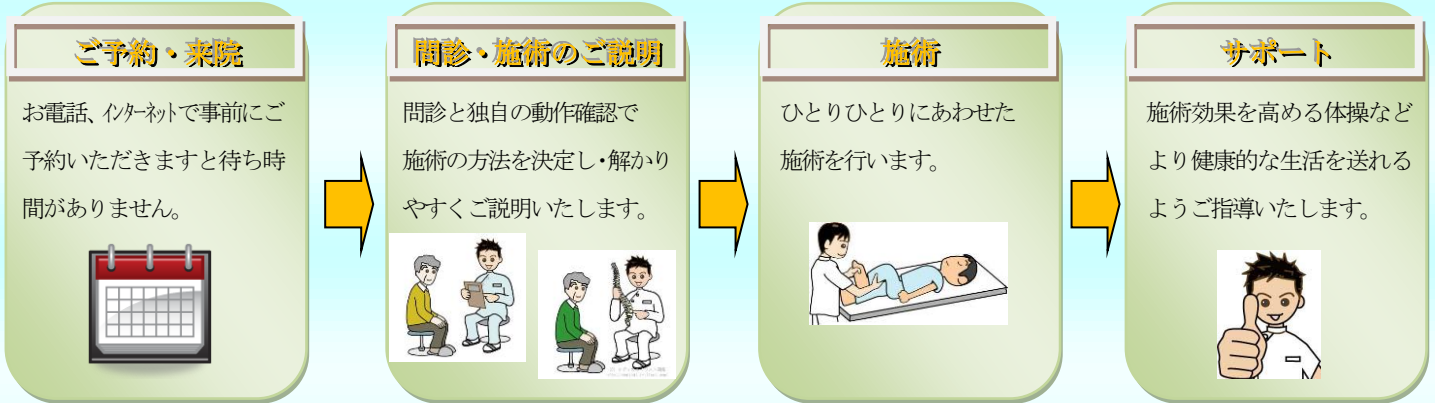 ご予約・来院
お電話、インターネットで事前にご
予約いただきますと待ち時
間がありません。
問診・施術のご説明
問診と独自の動作確認で
施術の方法を決定し・解かり
やすくご説明いたします。
施術
ひとりひとりにあわせた
施術を行います。
サポート
施術効果を高める体操など
より健康的な生活を送れる
ようご指導いたします。